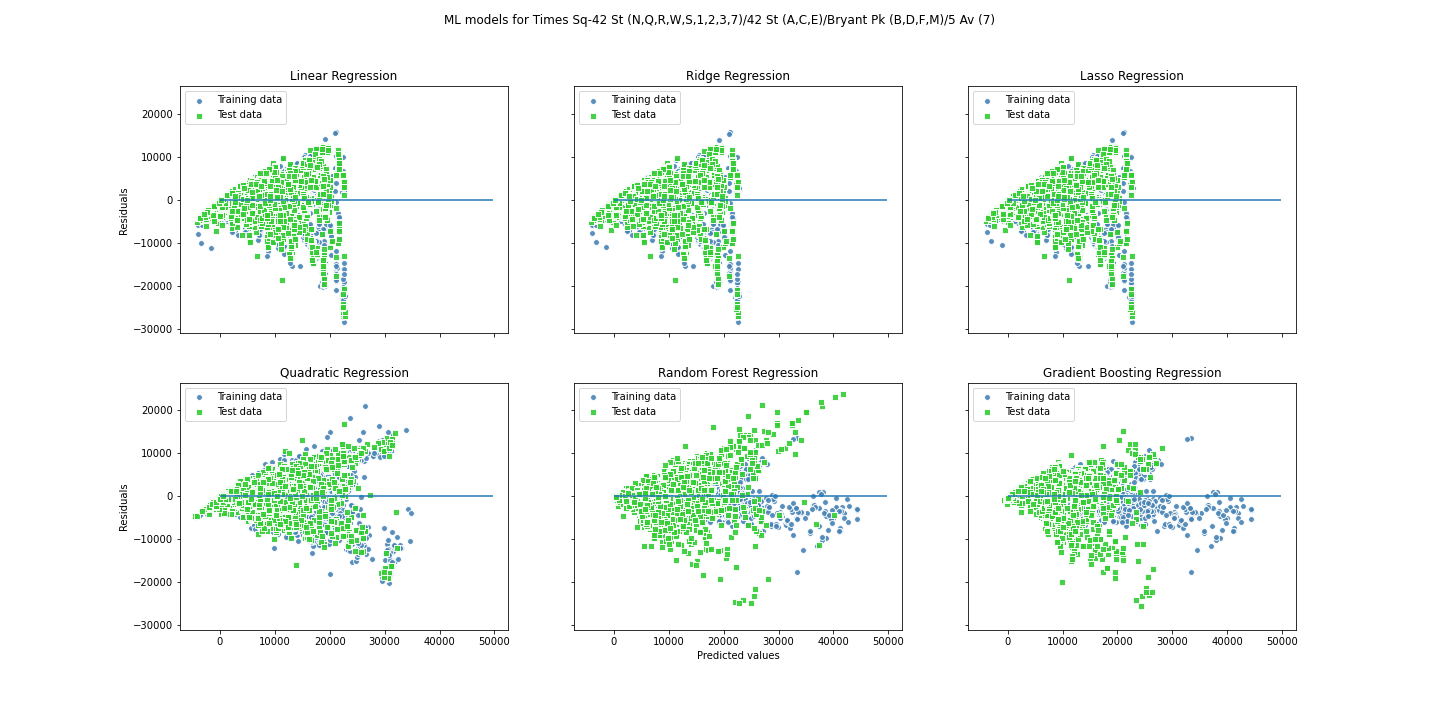 ML models for Times Sq-42 St (N,Q,R,W,S,1,2,3,7)/42 St (A,C,E)/Bryant Pk (B,D,F,M)/5 Av (7)
Linear Regression
Training data
Test data
20000
10000
0
−10000
−20000
−30000
Residuals
Ridge Regression
Training data
Test data
Lasso Regression
Training data
Test data
Quadratic Regression
Training data
Test data
20000
10000
0
−10000
−20000
−30000
Residuals
0 10000 20000 30000 40000 50000
Random Forest Regression
Training data
Test data
0 10000 20000 30000 40000 50000
Predicted values
Gradient Boosting Regression
Training data
Test data
0 10000 20000 30000 40000 50000